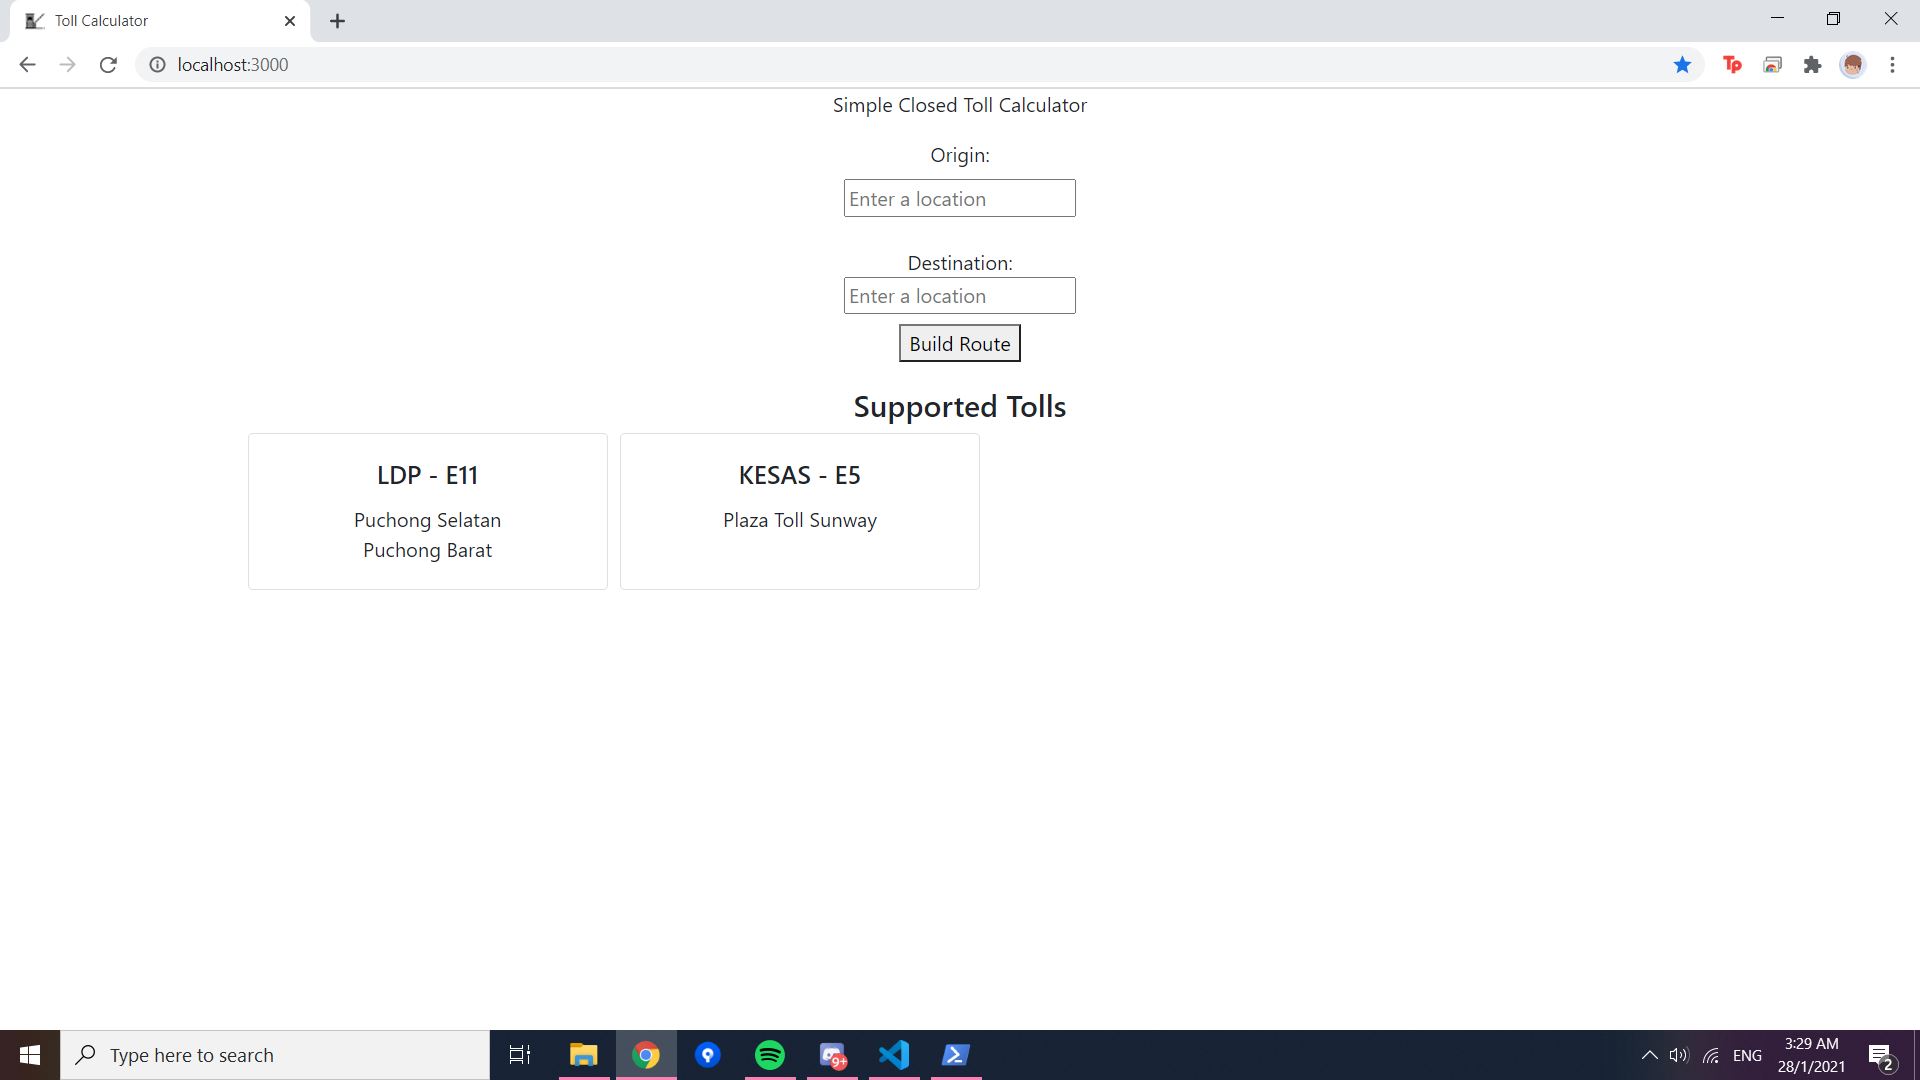 Toll Calculator
localhost:3000
Tp
Simple Closed Toll Calculator
Origin:
Enter a location
Destination:
Enter a location
Build Route
Supported Tolls
LDP - E11
Puchong Selatan
Puchong Barat
KESAS - E5
Plaza Toll Sunway
Type here to search
9+
ENG
3:29 AM
28/1/2021
2